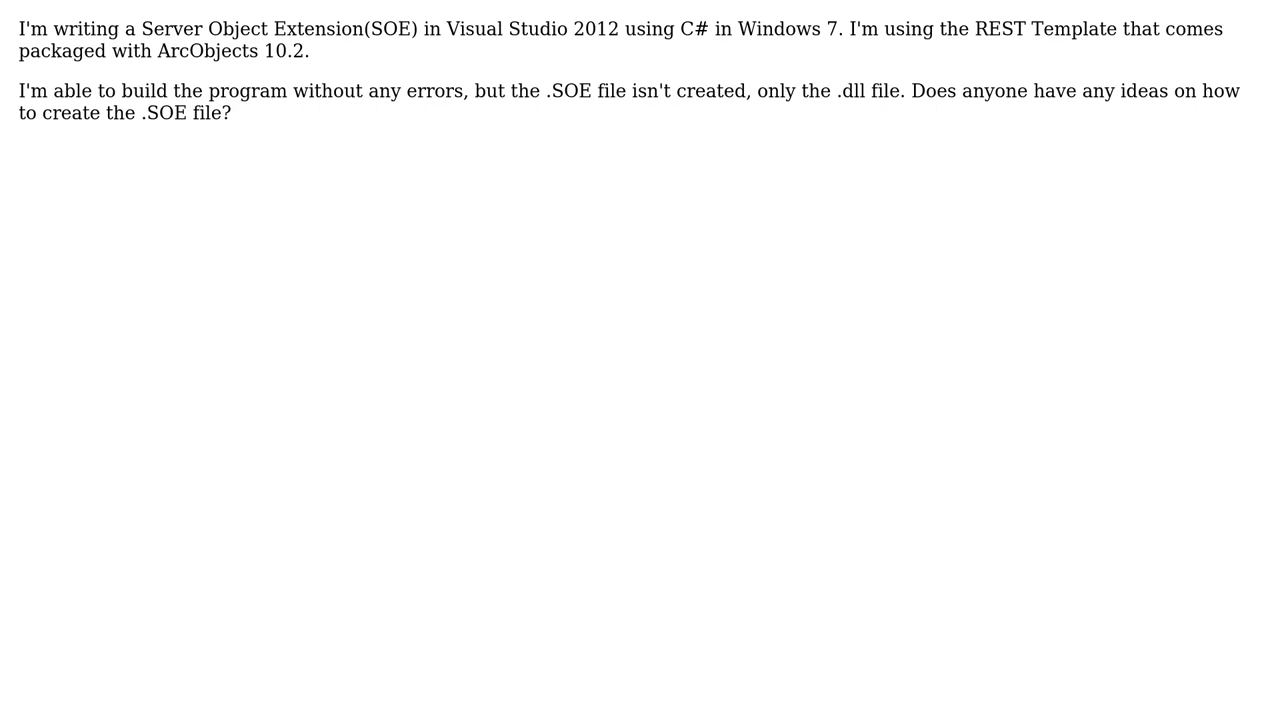 I'm writing a Server Object Extension(SOE) in Visual Studio 2012 using C# in Windows 7. I'm using the REST Template that comes
packaged with ArcObjects 10.2.
I'm able to build the program without any errors, but the .SOE file isn't created, only the .dll file. Does anyone have any ideas on how
to create the .SOE file?